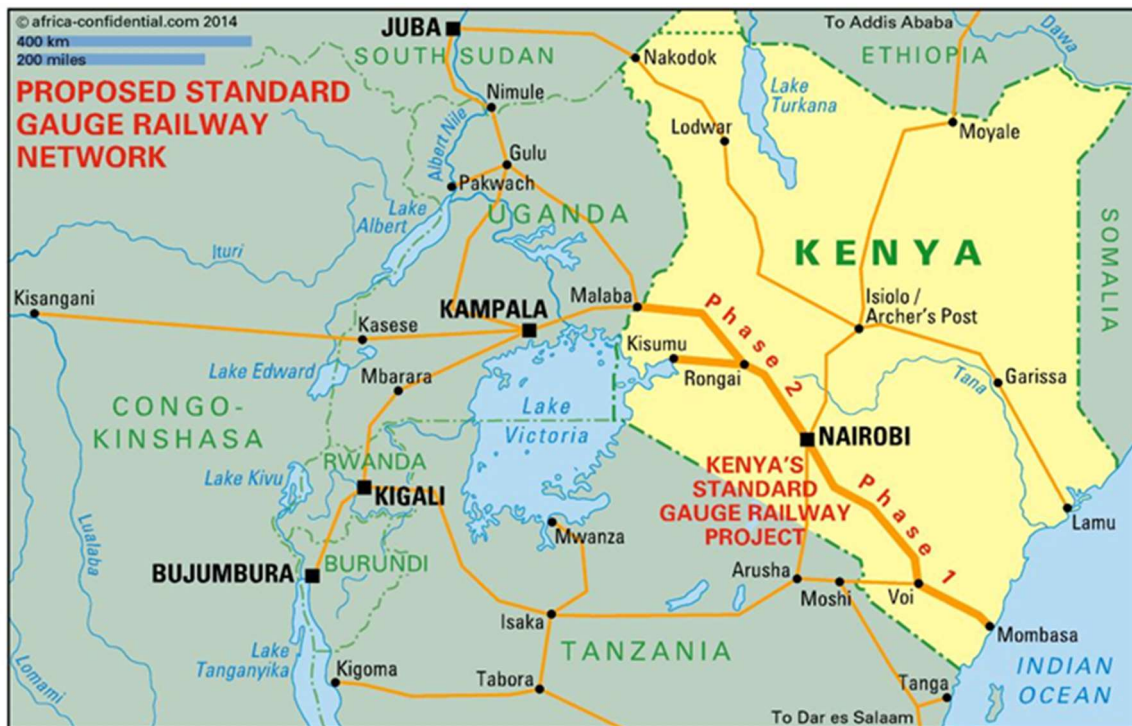 © africa-confidential.com 2014
400 km
200 miles
PROPOSED STANDARD
GAUGE RAILWAY
NETWORK
JUBA
SOUTH SUDAN
To Addis Ababa
ETHIOPIA
Dawa
Nakodok
Lake
Turkana
Nimule
Albert Nile
Lodwar
Moyale
Gulu
Pakwach
Lake
Albert
UGANDA
SOMALIA
Ituri
KENYA
Kisangani
KAMPALA
Malaba
Phase 2
Isiolo /
Archer's Post
Kasese
Kisumu
Rongai
Lake Edward
Mbarara
Tana
Garissa
CONGO-
KINSHASA
Lake
Victoria
NAIROBI
Lake Kivu
RWANDA
KIGALI
KENYA'S
STANDARD
GAUGE RAILWAY
PROJECT
Phase 1
Lamu
Lualaba
Mwanza
BUJUMBURA
BURUNDI
Arusha
Moshi
Voi
Isaka
Mombasa
Lake
Tanganyika
TANZANIA
INDIAN
OCEAN
Lomami
Kigoma
Tabora
Tanga
To Dar es Salaam